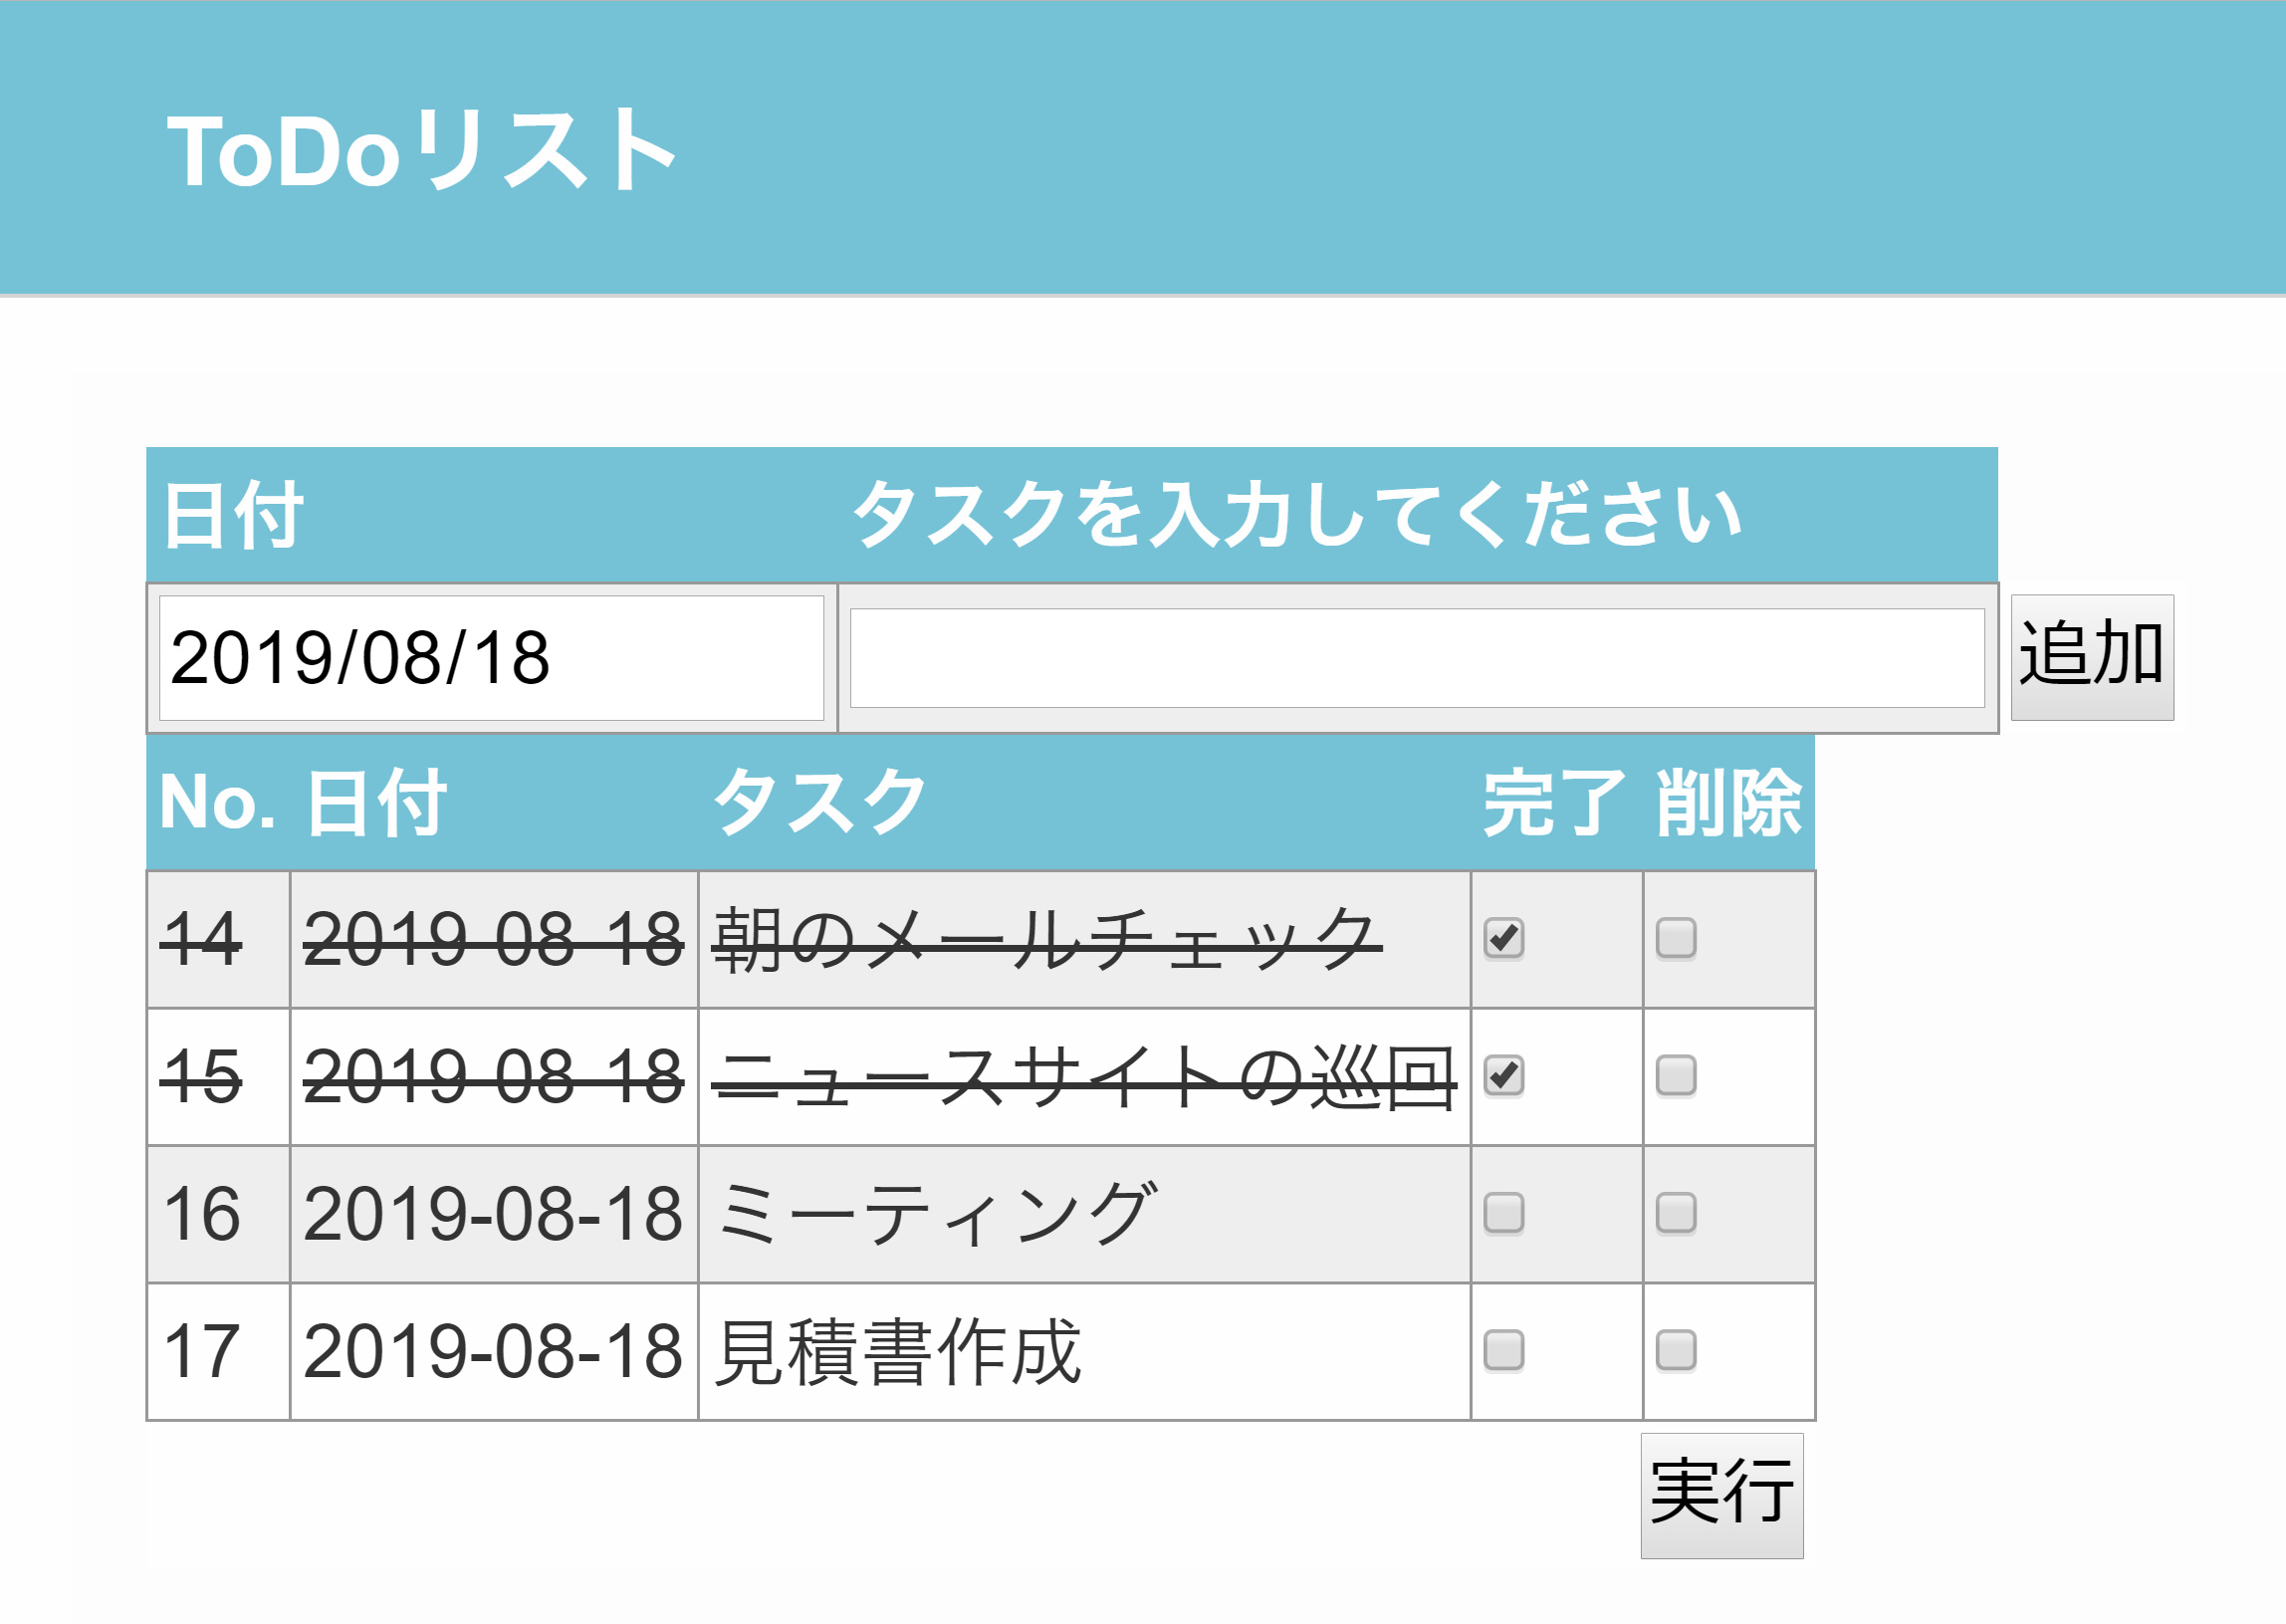 ToDoリスト
日付 タスクを入力してください
2019/08/18 追加
No. 日付 タスク 完了 削除
14 2019-08-18 朝のメールチェック
15 2019-08-18 ニュースサイトの巡回
16 2019-08-18 ミーティング
17 2019-08-18 見積書作成
実行